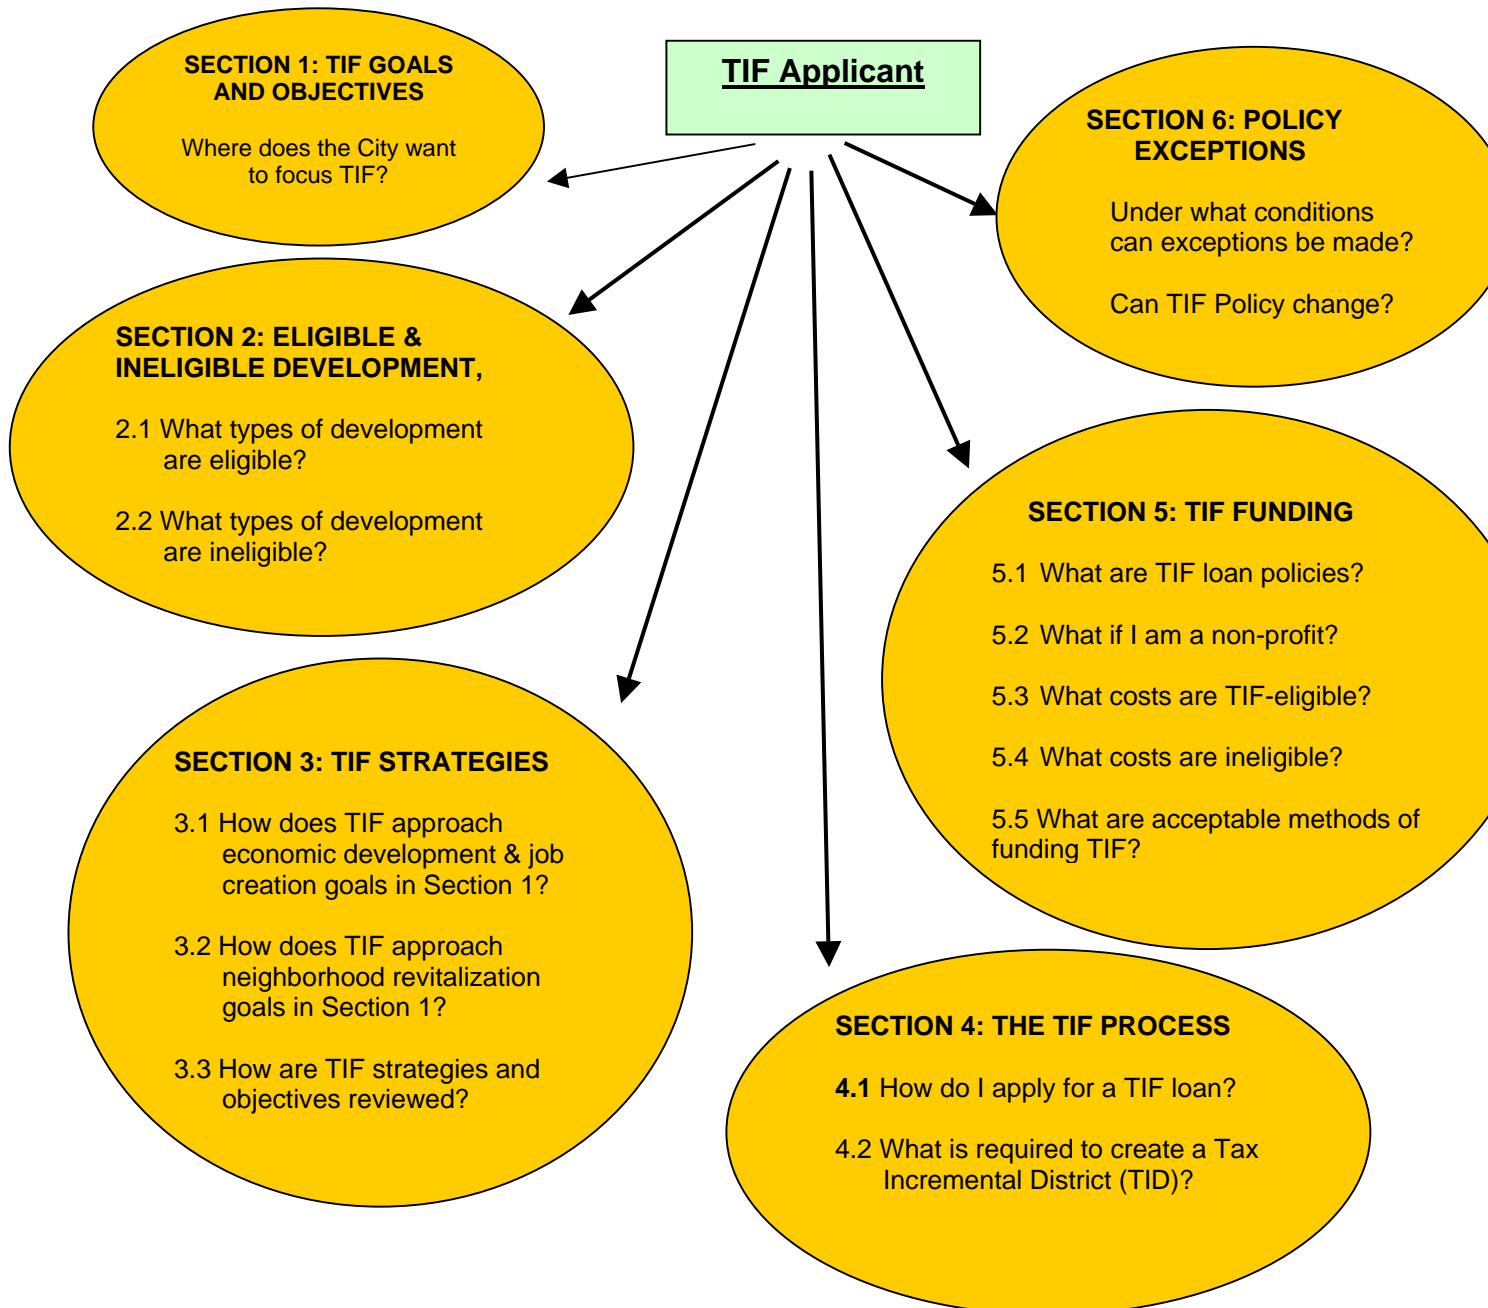 TIF Applicant
SECTION 1: TIF GOALS
AND OBJECTIVES
Where does the City want
to focus TIF?
SECTION 2: ELIGIBLE &
INELIGIBLE DEVELOPMENT,
2.1 What types of development
are eligible?
2.2 What types of development
are ineligible?
SECTION 3: TIF STRATEGIES
3.1 How does TIF approach
economic development & job
creation goals in Section 1?
3.2 How does TIF approach
neighborhood revitalization
goals in Section 1?
3.3 How are TIF strategies and
objectives reviewed?
SECTION 4: THE TIF PROCESS
4.1 How do I apply for a TIF loan?
4.2 What is required to create a Tax
Incremental District (TID)?
SECTION 5: TIF FUNDING
5.1 What are TIF loan policies?
5.2 What if I am a non-profit?
5.3 What costs are TIF-eligible?
5.4 What costs are ineligible?
5.5 What are acceptable methods of
funding TIF?
SECTION 6: POLICY
EXCEPTIONS
Under what conditions
can exceptions be made?
Can TIF Policy change?